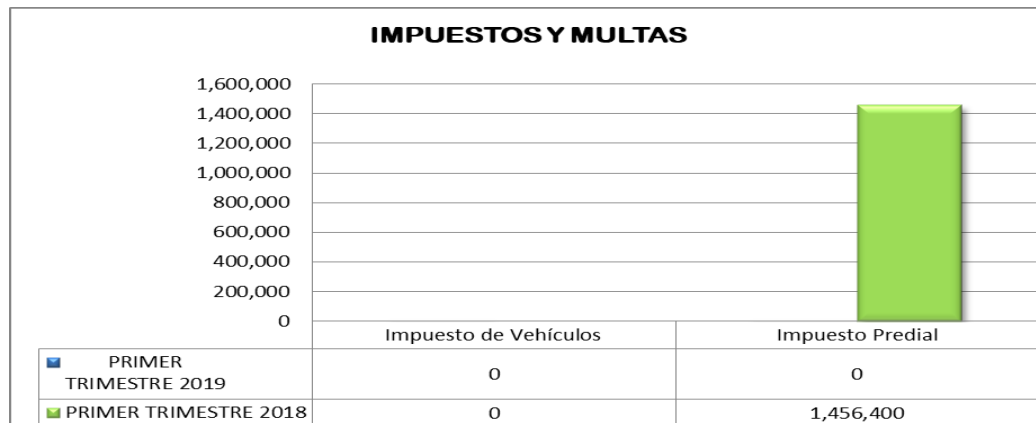 IMPUESTOS Y MULTAS
1,600,000
1,400,000
1,200,000
1,000,000
800,000
600,000
400,000
200,000
0
Impuesto de Vehículos Impuesto Predial
PRIMER
TRIMESTRE 2019 0 0
PRIMER TRIMESTRE 2018 0 1,456,400